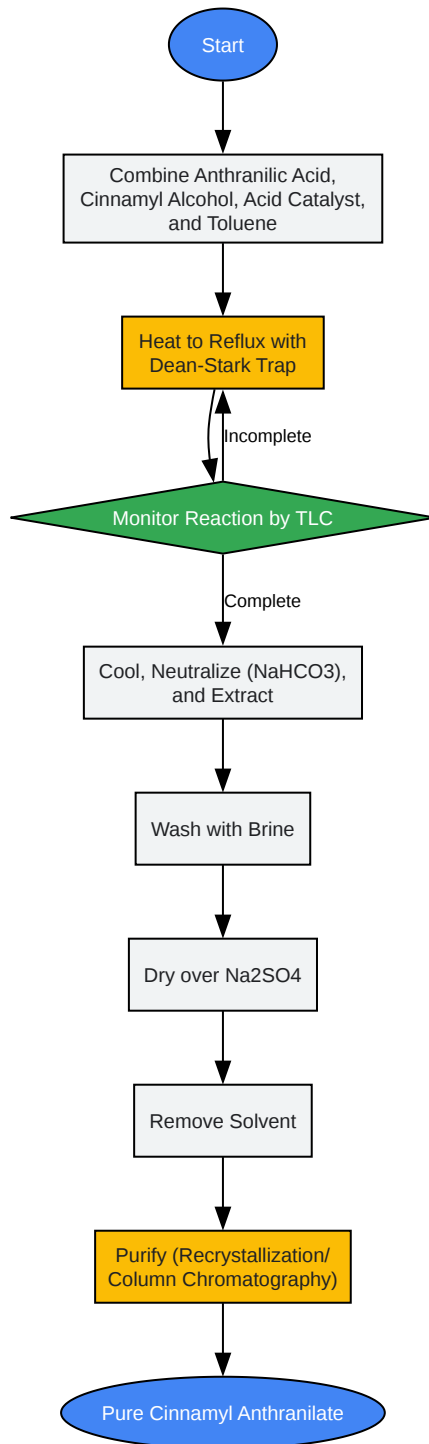 Start
Combine Anthranilic Acid,
Cinnamyl Alcohol, Acid Catalyst,
and Toluene
Heat to Reflux with
Dean-Stark Trap
Incomplete
Monitor Reaction by TLC
Complete
Cool, Neutralize (NaHCO3),
and Extract
Wash with Brine
Dry over Na2SO4
Remove Solvent
Purify (Recrystallization/
Column Chromatography)
Pure Cinnamyl Anthranilate